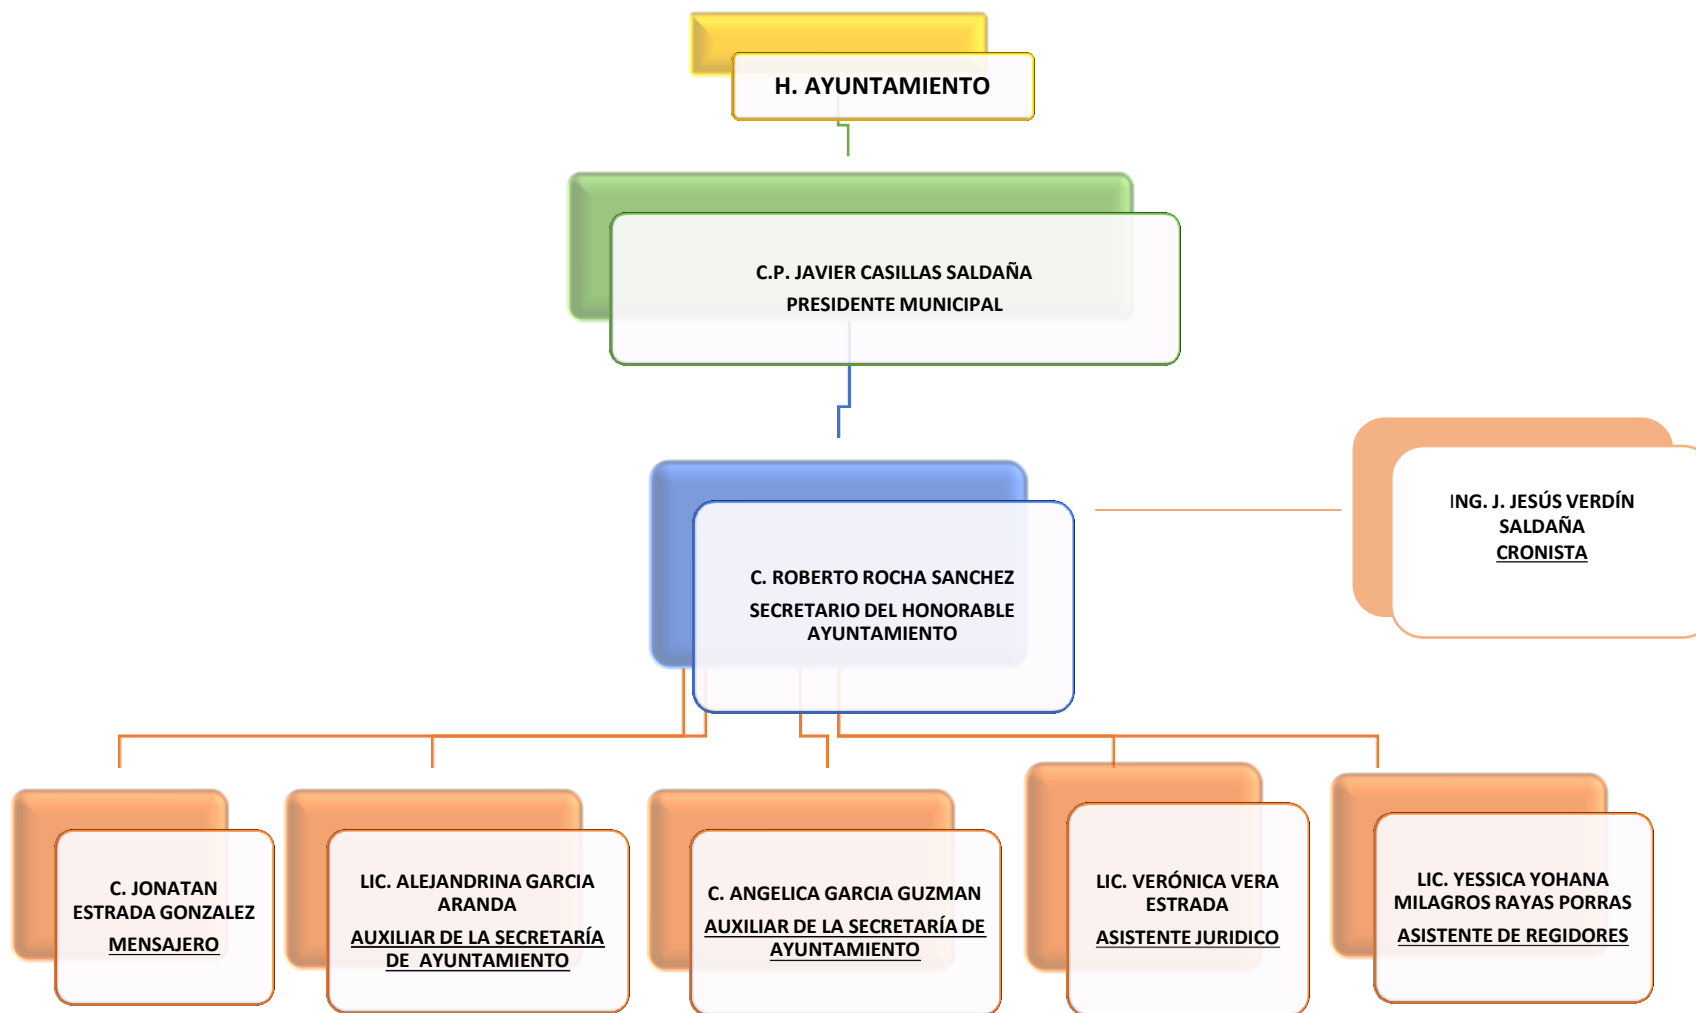 H. AYUNTAMIENTO
C.P. JAVIER CASILLAS SALDAÑA
PRESIDENTE MUNICIPAL
ING. J. JESÚS VERDÍN
SALDAÑA
CRONISTA
C. ROBERTO ROCHA SANCHEZ
SECRETARIO DEL HONORABLE
AYUNTAMIENTO
C. JONATAN
ESTRADA GONZALEZ
MENSAJERO
LIC. ALEJANDRINA GARCIA
ARANDA
AUXILIAR DE LA SECRETARÍA
DE AYUNTAMIENTO
C. ANGELICA GARCIA GUZMAN
AUXILIAR DE LA SECRETARÍA DE
AYUNTAMIENTO
LIC. VERÓNICA VERA
ESTRADA
ASISTENTE JURIDICO
LIC. YESSICA YOHANA
MILAGROS RAYAS PORRAS
ASISTENTE DE REGIDORES